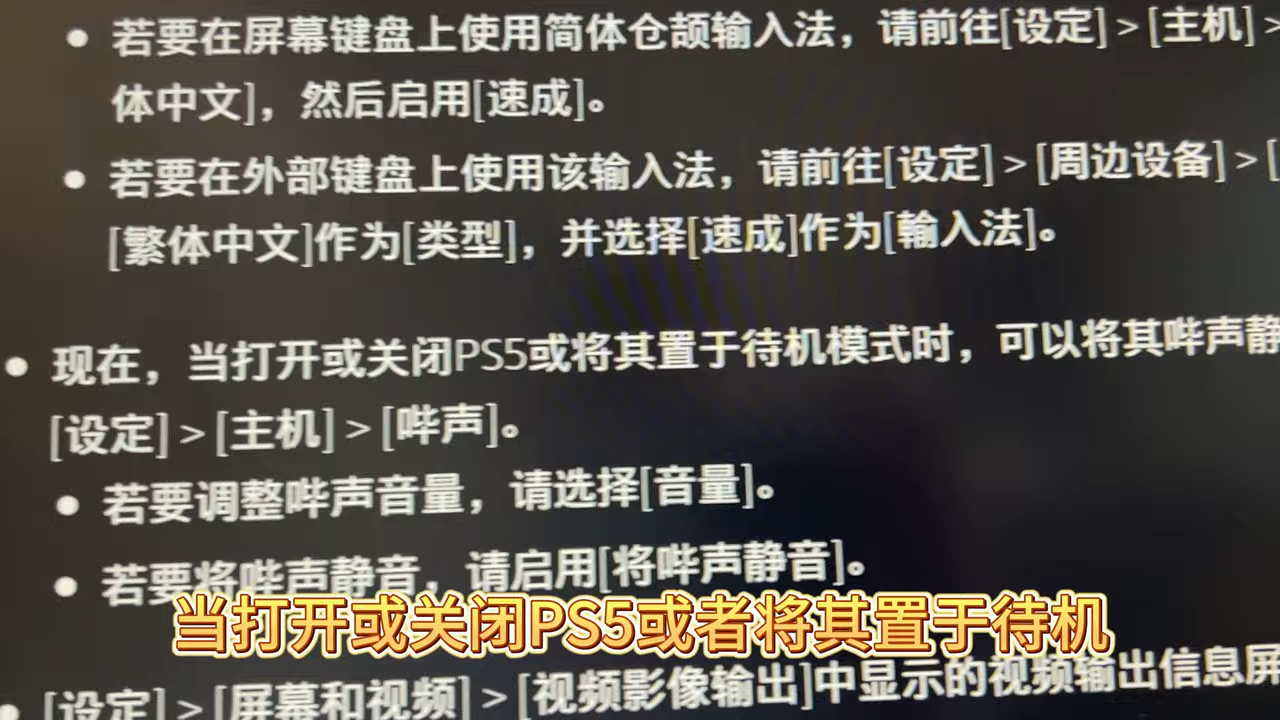 • 若要在屏幕键盘上使用简体仓颉输入法，请前往[设定] > [主机] >
体中文]，然后启用[速成]。
• 若要在外部键盘上使用该输入法，请前往[设定] > [周边设备] > [
[繁体中文]作为[类型]，并选择[速成]作为[输入法]。
• 现在，当打开或关闭PS5或将其置于待机模式时，可以将其哔声静
[设定] > [主机] > [哔声]。
• 若要调整哔声音量，请选择[音量]。
• 若要将哔声静音，请启用[将哔声静音]。
当打开或关闭PS5或者将其置于待机
• [设定] > [屏幕和视频] > [视频影像输出]中显示的视频输出信息屏